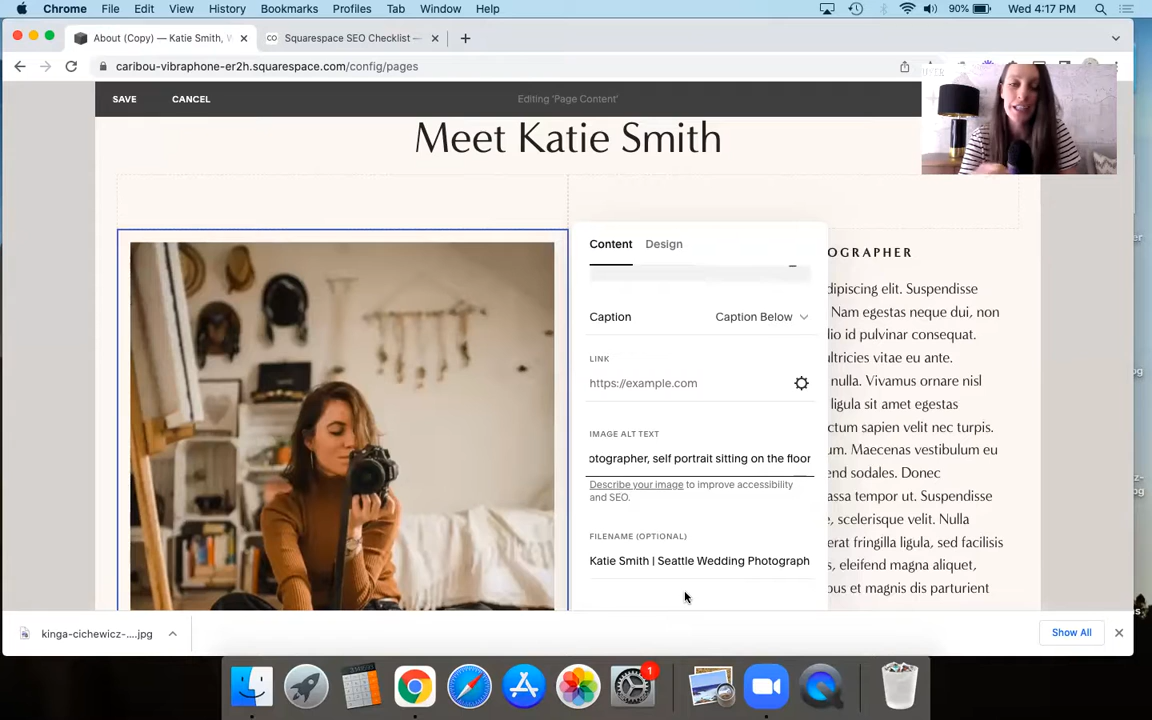 Chrome File Edit View History Bookmarks Profiles Tab Window Help 90% Wed 4:17 PM
About (Copy) — Katie Smith, W
CO Squarespace SEO Checklist —
caribou-vibraphone-er2h.squarespace.com/config/pages
SAVE CANCEL Editing 'Page Content'
Meet Katie Smith
Content Design
OGRAPHER
Caption Caption Below
LINK
https://example.com
IMAGE ALT TEXT
otographer, self portrait sitting on the floor
Describe your image to improve accessibility
and SEO.
FILENAME (OPTIONAL)
Katie Smith | Seattle Wedding Photograph
dipiscing elit. Suspendisse
Nam egestas neque dui, non
dio id pulvinar consequat.
ultricies vitae eu ante.
nulla. Vivamus ornare nisl
ligula sit amet egestas
sapien velit nec turpis.
um. Maecenas vestibulum eu
end sodales. Donec
assa tempor ut. Suspendisse
e, scelerisque velit. Nulla
fringilla ligula, sed facilisis
, eleifend magna aliquet,
bus et magnis dis parturient
kinga-cichewicz-....jpg
Show All
1